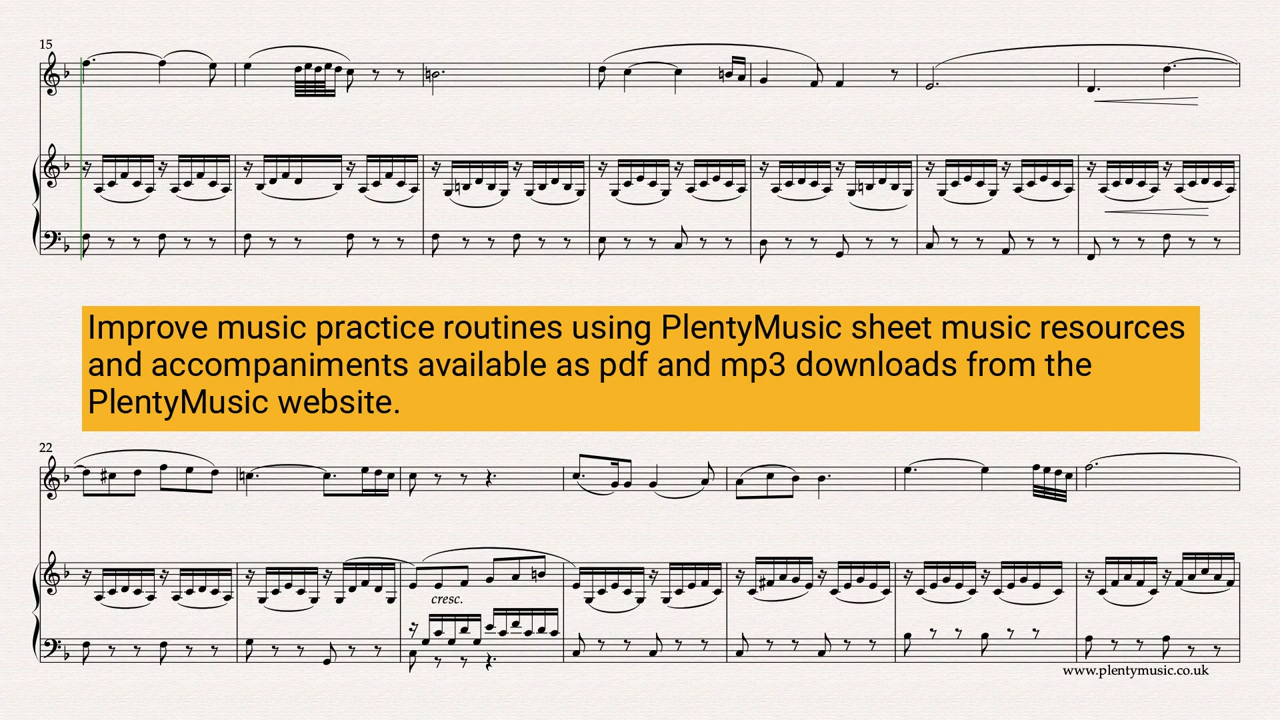 15
Improve music practice routines using PlentyMusic sheet music resources
and accompaniments available as pdf and mp3 downloads from the
PlentyMusic website.
22
cresc.
www.plentymusic.co.uk